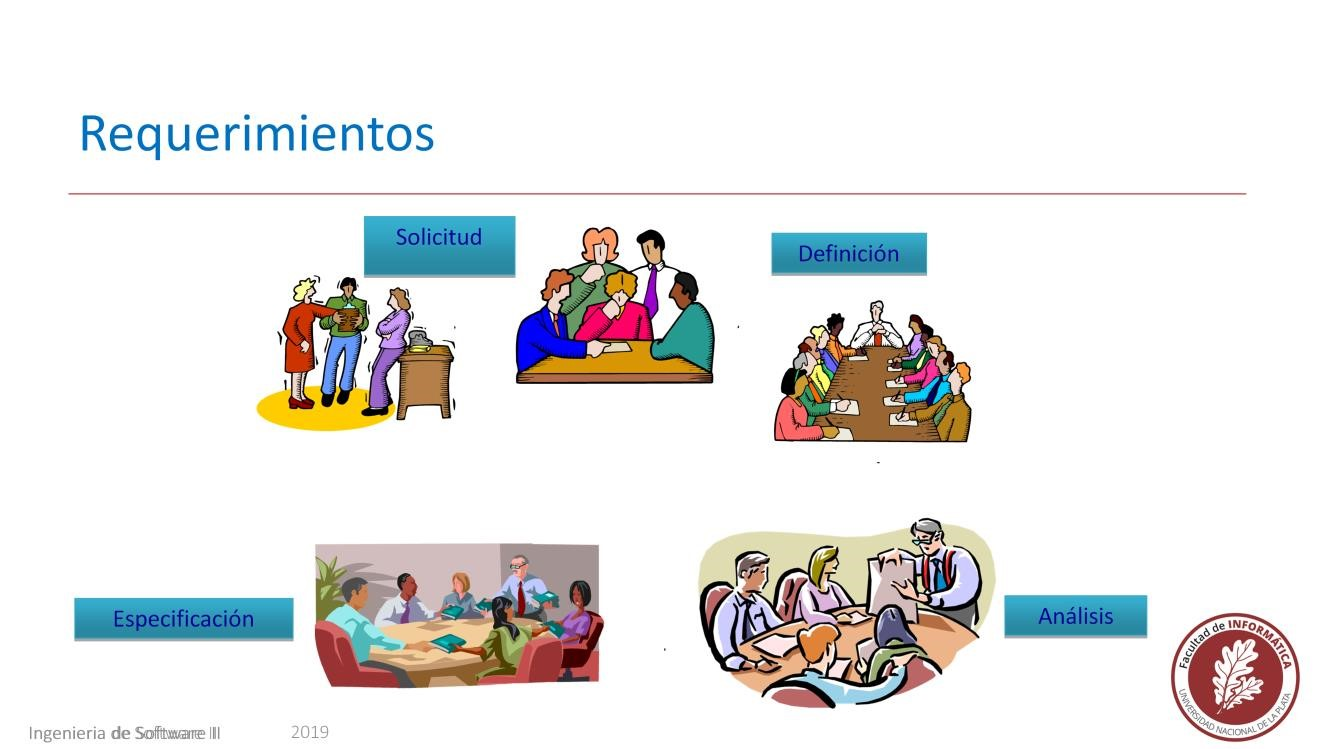 Requerimientos
Solicitud
Definición
Especificación
Análisis
Facultad de INFORMÁTICA
UNIVERSIDAD NACIONAL DE LA PLATA
Ingenieria de Software II
2019